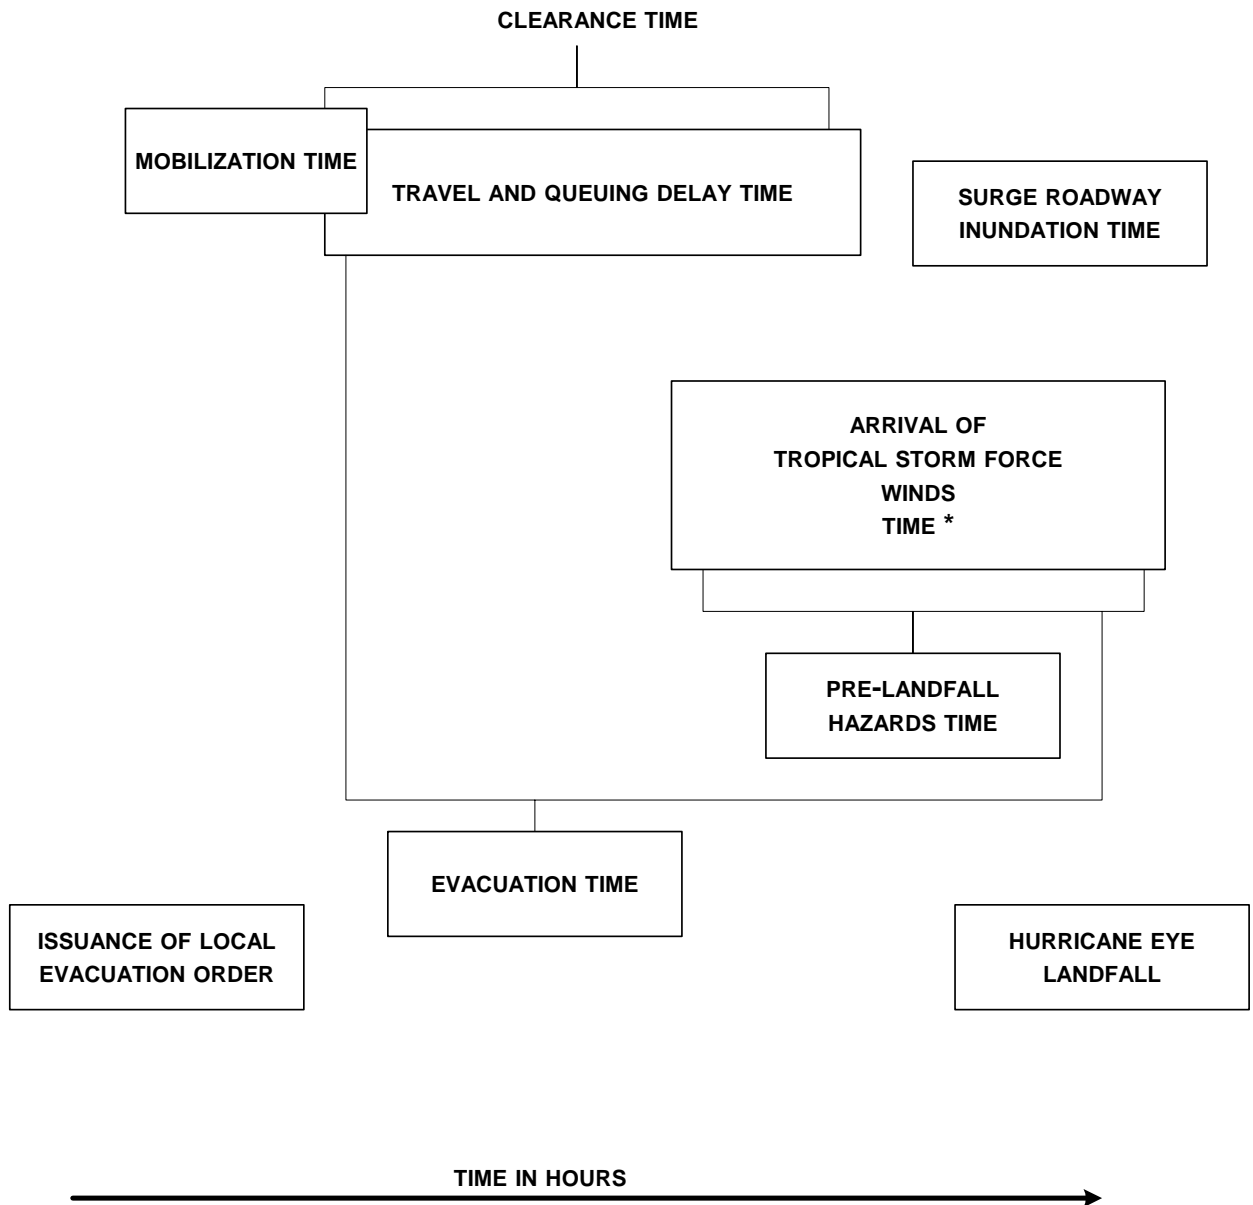 CLEARANCE TIME
MOBILIZATION TIME
TRAVEL AND QUEUING DELAY TIME
SURGE ROADWAY
INUNDATION TIME
ARRIVAL OF
TROPICAL STORM FORCE
WINDS
TIME *
PRE-LANDFALL
HAZARDS TIME
EVACUATION TIME
ISSUANCE OF LOCAL
EVACUATION ORDER
HURRICANE EYE
LANDFALL
TIME IN HOURS